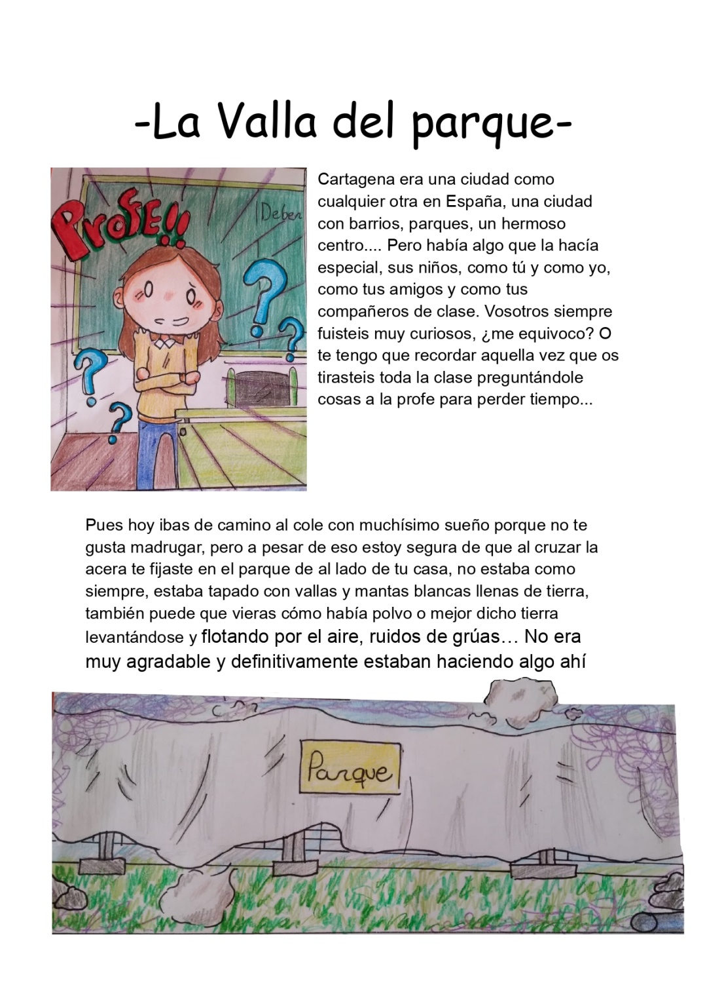 -La Valla del parque-
PROFE!!
Deber
Cartagena era una ciudad como
cualquier otra en España, una ciudad
con barrios, parques, un hermoso
centro.... Pero había algo que la hacía
especial, sus niños, como tú y como yo,
como tus amigos y como tus
compañeros de clase. Vosotros siempre
fuisteis muy curiosos, ¿me equivoco? O
te tengo que recordar aquella vez que os
tirasteis toda la clase preguntándole
cosas a la profe para perder tiempo...
?
?
?
?
Pues hoy ibas de camino al cole con muchísimo sueño porque no te
gusta madrugar, pero a pesar de eso estoy segura de que al cruzar la
acera te fijaste en el parque de al lado de tu casa, no estaba como
siempre, estaba tapado con vallas y mantas blancas llenas de tierra,
también puede que vieras cómo había polvo o mejor dicho tierra
levantándose y flotando por el aire, ruidos de grúas... No era
muy agradable y definitivamente estaban haciendo algo ahí
Parque